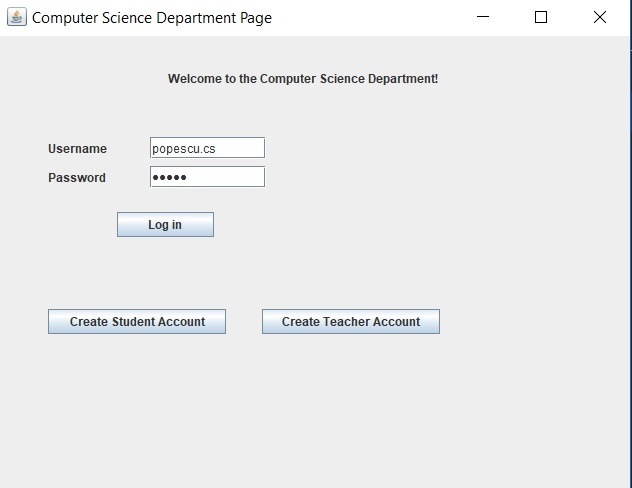 Computer Science Department Page
Welcome to the Computer Science Department!
Username popescu.cs
Password •••••
Log in
Create Student Account Create Teacher Account